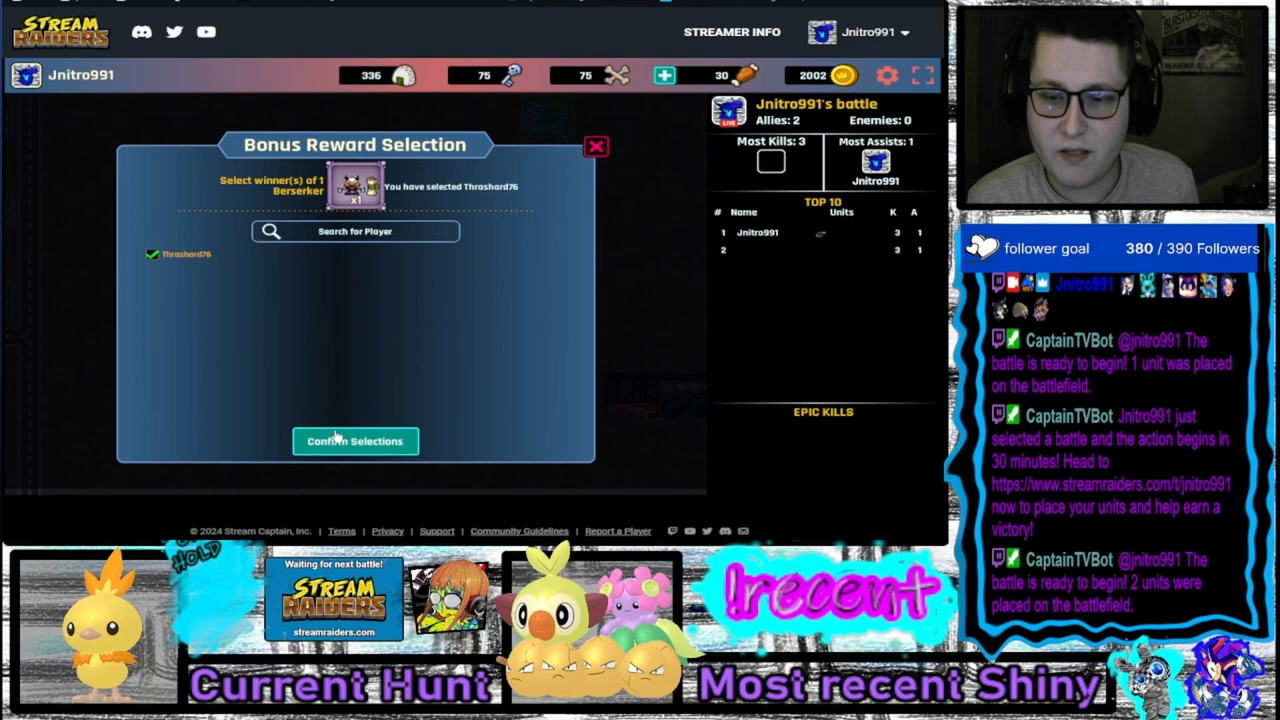 STREAM
RAIDERS
STREAMER INFO
Jnitro991
Jnitro991
336
75
75
30
2002
Bonus Reward Selection
Select winner(s) of 1
Berserker
x1
You have selected Thrashard76
Search for Player
Thrashard76
Confirm Selections
LIVE
Jnitro991's battle
Allies: 2
Enemies: 0
Most Kills: 3
Most Assists: 1
Jnitro991
TOP 10
# Name Units K A
1 Jnitro991 3 1
2 3 1
EPIC KILLS
© 2024 Stream Captain, Inc. | Terms | Privacy | Support | Community Guidelines | Report a Player
follower goal 380 / 390 Followers
Jnitro991
CaptainTVBot @jnitro991 The
battle is ready to begin! 1 unit was placed
on the battlefield.
CaptainTVBot Jnitro991 just
selected a battle and the action begins in
30 minutes! Head to
https://www.streamraiders.com/t/jnitro991
now to place your units and help earn a
victory!
CaptainTVBot @jnitro991 The
battle is ready to begin! 2 units were
placed on the battlefield.
HOLD
Waiting for next battle!
STREAM
RAIDERS
streamraiders.com
!recent
Current Hunt
Most recent Shiny